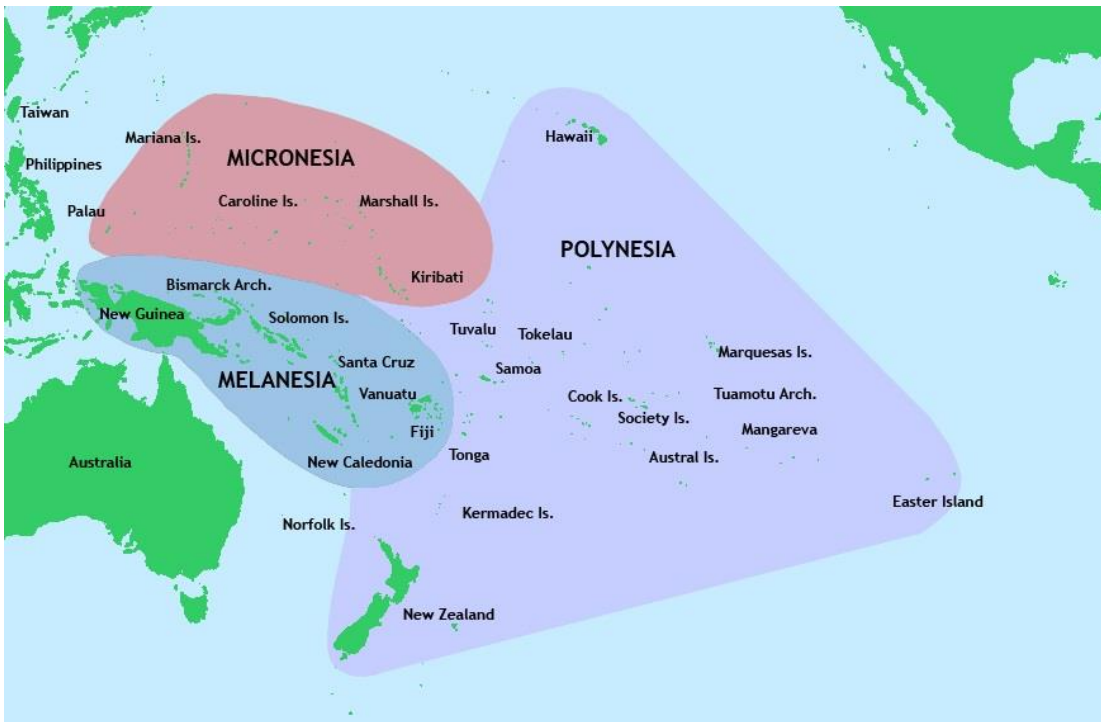 Taiwan
Hawaii
Mariana Is.
MICRONESIA
Philippines
Caroline Is.
Marshall Is.
Palau
POLYNESIA
Kiribati
Bismarck Arch.
New Guinea
Solomon Is.
Tuvalu
Tokelau
Marquesas Is.
Santa Cruz
Samoa
MELANESIA
Vanuatu
Tuamotu Arch.
Cook Is.
Society Is.
Fiji
Mangareva
Tonga
Austral Is.
Australia
New Caledonia
Easter Island
Kermadec Is.
Norfolk Is.
New Zealand